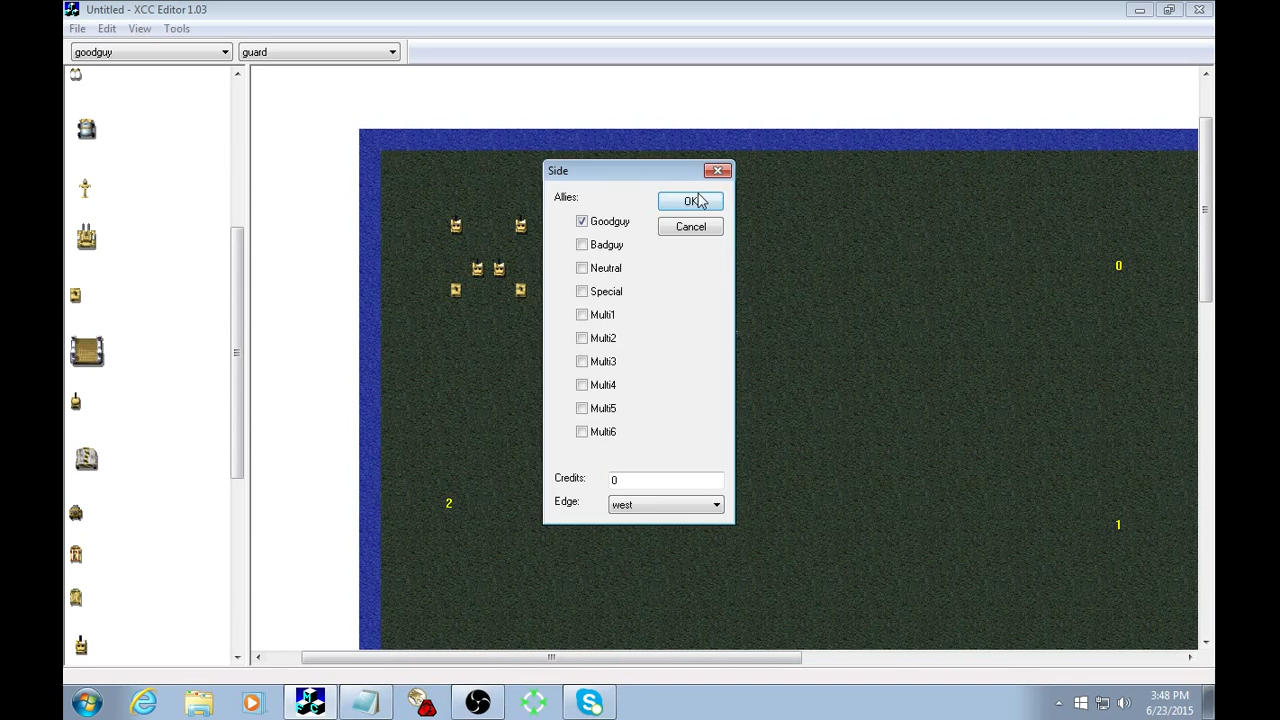 Untitled - XCC Editor 1.03
File Edit View Tools
goodguy guard
Side
Allies:
OK
Goodguy
Cancel
Badguy
Neutral
0
Special
Multi1
Multi2
Multi3
Multi4
Multi5
Multi6
Credits: 0
Edge: west
2
1
3:48 PM
6/23/2015